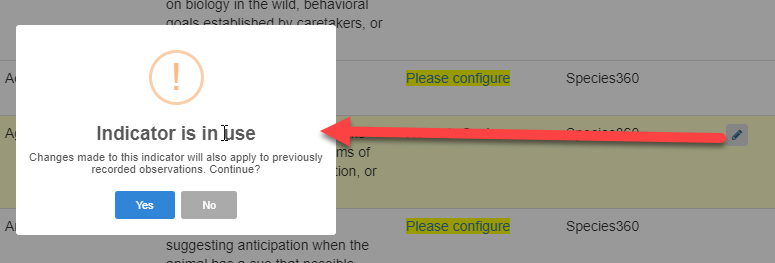 on biology in the wild, behavioral
goals established by caretakers, or
Please configure
Species360
Indicator is in use
Changes made to this indicator will also apply to previously
recorded observations. Continue?
ms of
tion, or
Yes
No
Please configure
Species360
suggesting anticipation when the
animal has a cue that possible